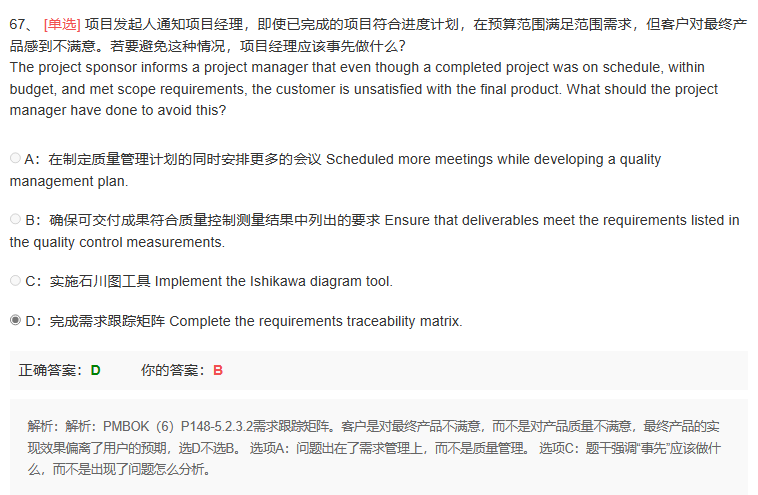 67、 [单选] 项目发起人通知项目经理，即使已完成的项目符合进度计划，在预算范围满足范围需求，但客户对最终产
品感到不满意。若要避免这种情况，项目经理应该事先做什么？
The project sponsor informs a project manager that even though a completed project was on schedule, within
budget, and met scope requirements, the customer is unsatisfied with the final product. What should the project
manager have done to avoid this?
A：在制定质量管理计划的同时安排更多的会议 Scheduled more meetings while developing a quality
management plan.
B：确保可交付成果符合质量控制测量结果中列出的要求 Ensure that deliverables meet the requirements listed in
the quality control measurements.
C：实施石川图工具 Implement the Ishikawa diagram tool.
D：完成需求跟踪矩阵 Complete the requirements traceability matrix.
正确答案：D 你的答案：B
解析：解析：PMBOK（6）P148-5.2.3.2需求跟踪矩阵。客户是对最终产品不满意，而不是对产品质量不满意，最终产品的实
现效果偏离了用户的预期，选D不选B。 选项A：问题出在了需求管理上，而不是质量管理。 选项C：题干强调“事先”应该做什
么，而不是出现了问题怎么分析。